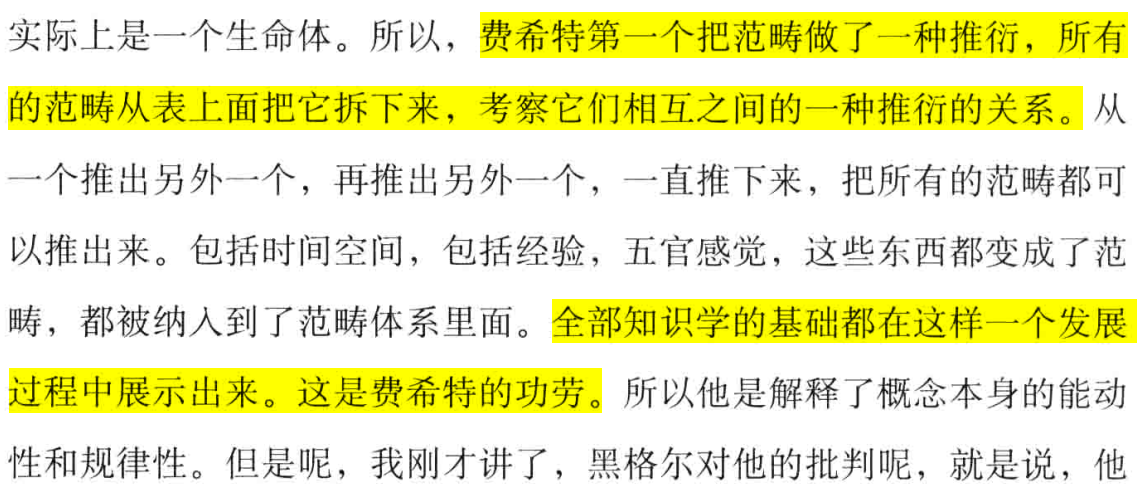 实际上是一个生命体。所以，费希特第一个把范畴做了一种推衍，所有
的范畴从表上面把它拆下来，考察它们相互之间的一种推衍的关系。从
一个推出另外一个，再推出另外一个，一直推下来，把所有的范畴都可
以推出来。包括时间空间，包括经验，五官感觉，这些东西都变成了范
畴，都被纳入到了范畴体系里面。全部知识学的基础都在这样一个发展
过程中展示出来。这是费希特的功劳。所以他是解释了概念本身的能动
性和规律性。但是呢，我刚才讲了，黑格尔对他的批判呢，就是说，他